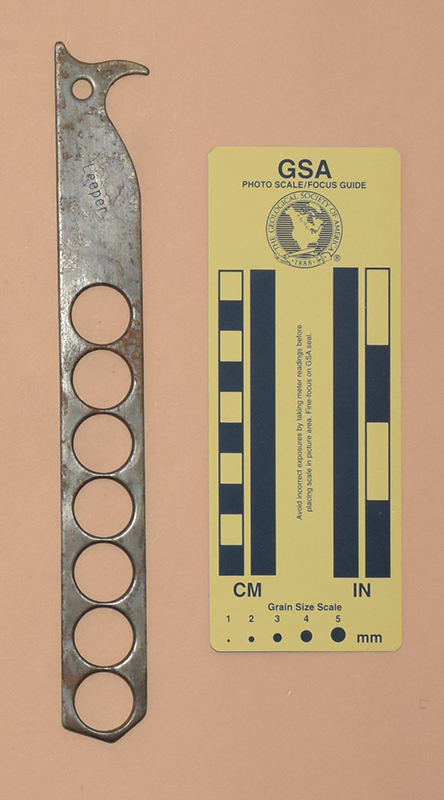 Leeper
GSA
PHOTO SCALE/FOCUS GUIDE
THE GEOLOGICAL SOCIETY OF AMERICA
1888
®
Avoid incorrect exposures by taking meter readings before
placing scale in picture area. Fine-focus on GSA seal.
CM
IN
Grain Size Scale
1 2 3 4 5
mm